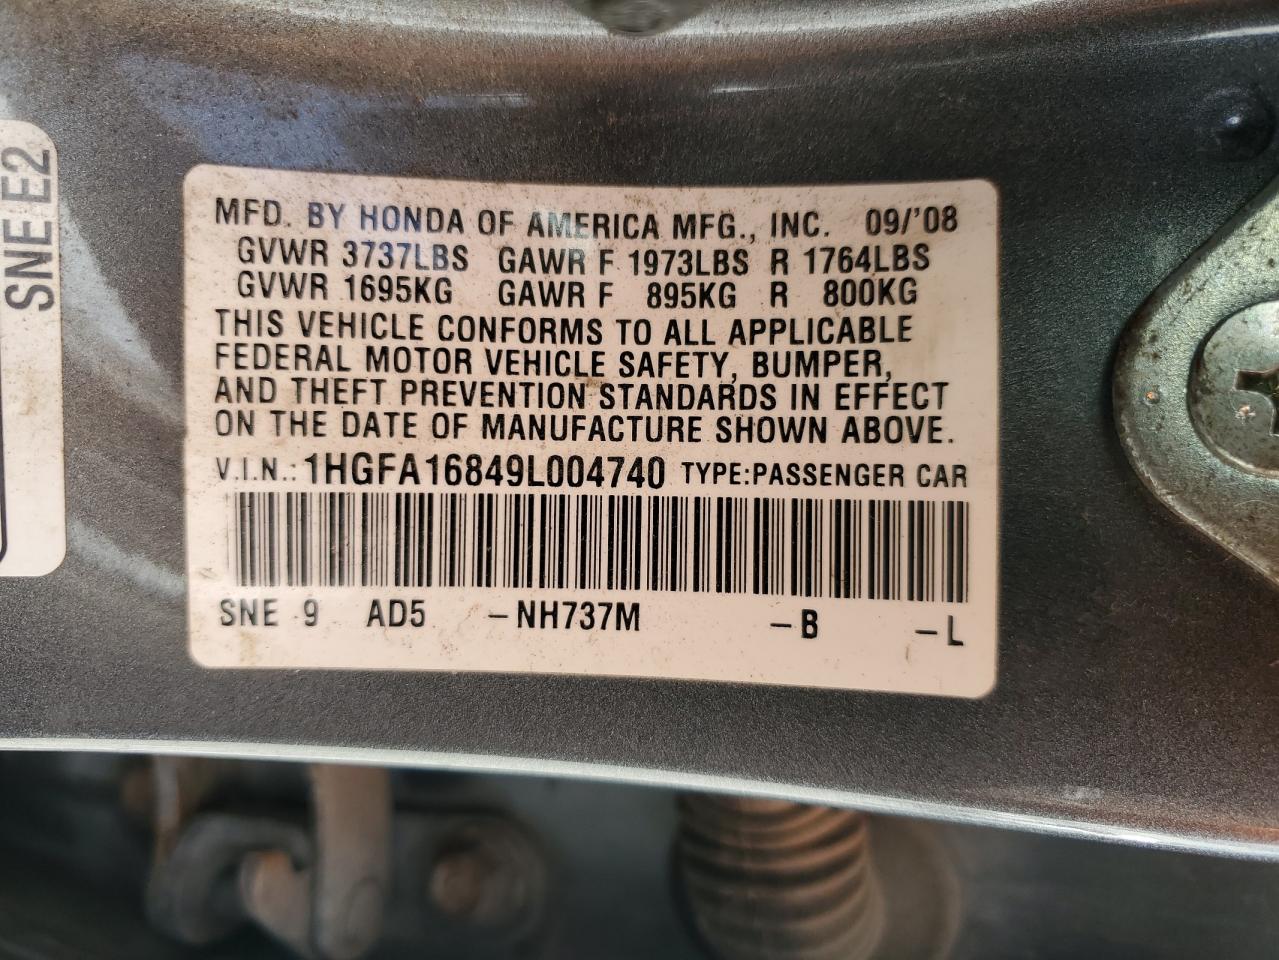 SNE E2
MFD. BY HONDA OF AMERICA MFG., INC. 09/'08
GVWR 3737LBS GAWR F 1973LBS R 1764LBS
GVWR 1695KG GAWR F 895KG R 800KG
THIS VEHICLE CONFORMS TO ALL APPLICABLE
FEDERAL MOTOR VEHICLE SAFETY, BUMPER,
AND THEFT PREVENTION STANDARDS IN EFFECT
ON THE DATE OF MANUFACTURE SHOWN ABOVE.
V.I.N.: 1HGFA16849L004740 TYPE:PASSENGER CAR
SNE 9 AD5 –NH737M –B –L